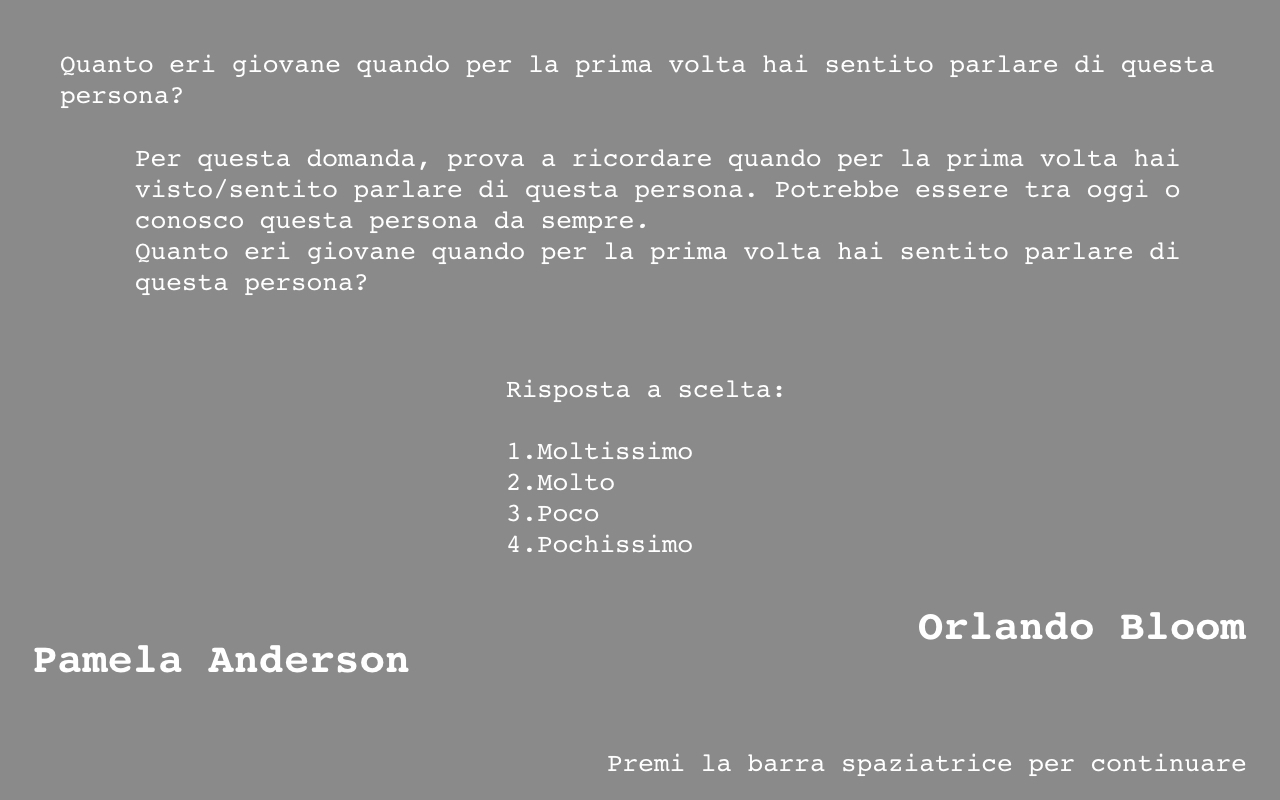 Quanto eri giovane quando per la prima volta hai sentito parlare di questa
persona?
Per questa domanda, prova a ricordare quando per la prima volta hai
visto/sentito parlare di questa persona. Potrebbe essere tra oggi o
conosco questa persona da sempre.
Quanto eri giovane quando per la prima volta hai sentito parlare di
questa persona?
Risposta a scelta:
1.Moltissimo
2.Molto
3.Poco
4.Pochissimo
Orlando Bloom
Pamela Anderson
Premi la barra spaziatrice per continuare